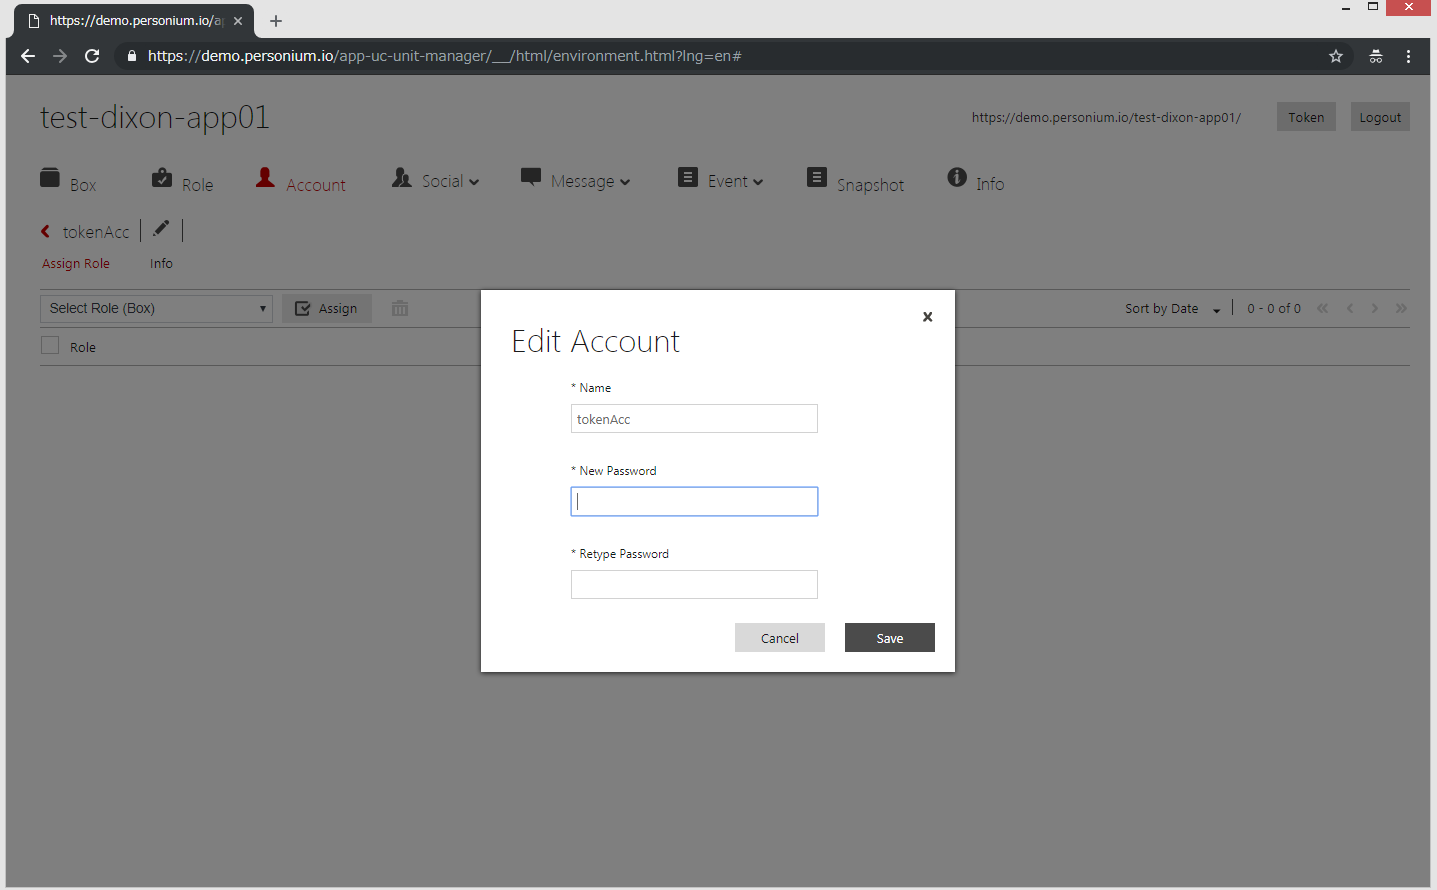 https://demo.personium.io/ap
https://demo.personium.io/app-uc-unit-manager/__/html/environment.html?lng=en#
test-dixon-app01
https://demo.personium.io/test-dixon-app01/
Token
Logout
Box
Role
Account
Social
Message
Event
Snapshot
Info
tokenAcc
Assign Role
Info
Select Role (Box)
Assign
Sort by Date
0 - 0 of 0
Role
Edit Account
* Name
tokenAcc
* New Password
* Retype Password
Cancel
Save